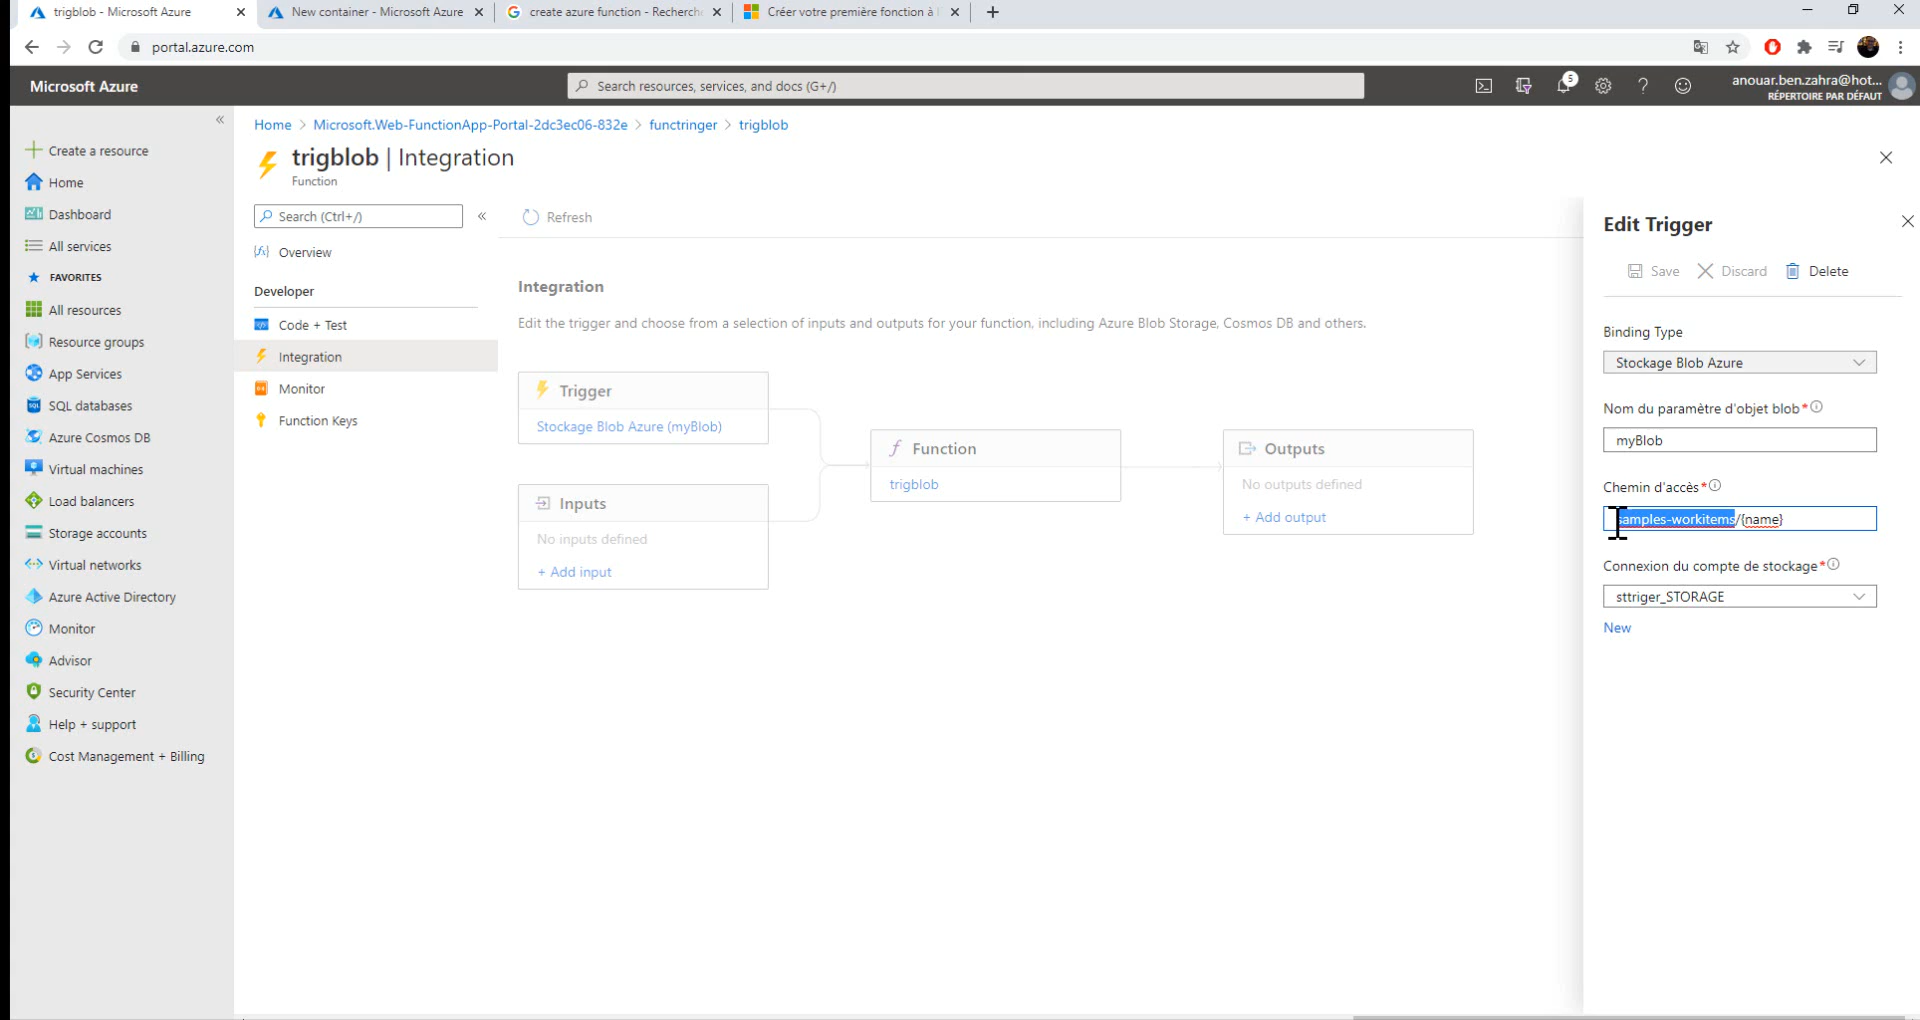 trigblob - Microsoft Azure
New container - Microsoft Azure
create azure function - Recherch
Créer votre première fonction à l
portal.azure.com
Microsoft Azure
Search resources, services, and docs (G+/)
5
anouar.ben.zahra@hot...
RÉPERTOIRE PAR DÉFAUT
Home > Microsoft.Web-FunctionApp-Portal-2dc3ec06-832e > functringer > trigblob
trigblob | Integration
Function
Create a resource
Home
Dashboard
All services
FAVORITES
All resources
Resource groups
App Services
SQL databases
Azure Cosmos DB
Virtual machines
Load balancers
Storage accounts
Virtual networks
Azure Active Directory
Monitor
Advisor
Security Center
Help + support
Cost Management + Billing
Search (Ctrl+/)
Overview
Developer
Code + Test
Integration
Monitor
Function Keys
Refresh
Integration
Edit the trigger and choose from a selection of inputs and outputs for your function, including Azure Blob Storage, Cosmos DB and others.
Trigger
Stockage Blob Azure (myBlob)
Inputs
No inputs defined
+ Add input
Function
trigblob
Outputs
No outputs defined
+ Add output
Edit Trigger
Save
Discard
Delete
Binding Type
Stockage Blob Azure
Nom du paramètre d'objet blob*
myBlob
Chemin d'accès*
samples-workitems/{name}
Connexion du compte de stockage*
sttriger_STORAGE
New